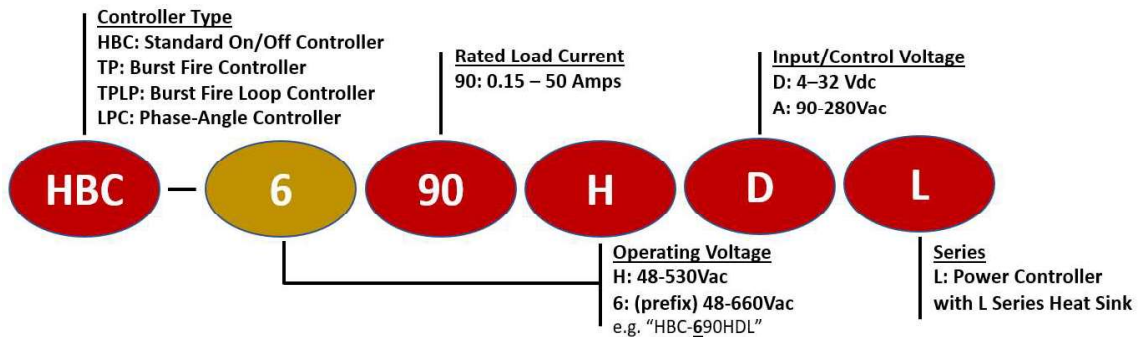 Controller Type
HBC: Standard On/Off Controller
TP: Burst Fire Controller
TPLP: Burst Fire Loop Controller
LPC: Phase-Angle Controller
Rated Load Current
90: 0.15 – 50 Amps
Input/Control Voltage
D: 4–32 Vdc
A: 90-280Vac
HBC – 6 90 H D L
Operating Voltage
H: 48-530Vac
6: (prefix) 48-660Vac
e.g. “HBC-690HDL”
Series
L: Power Controller
with L Series Heat Sink